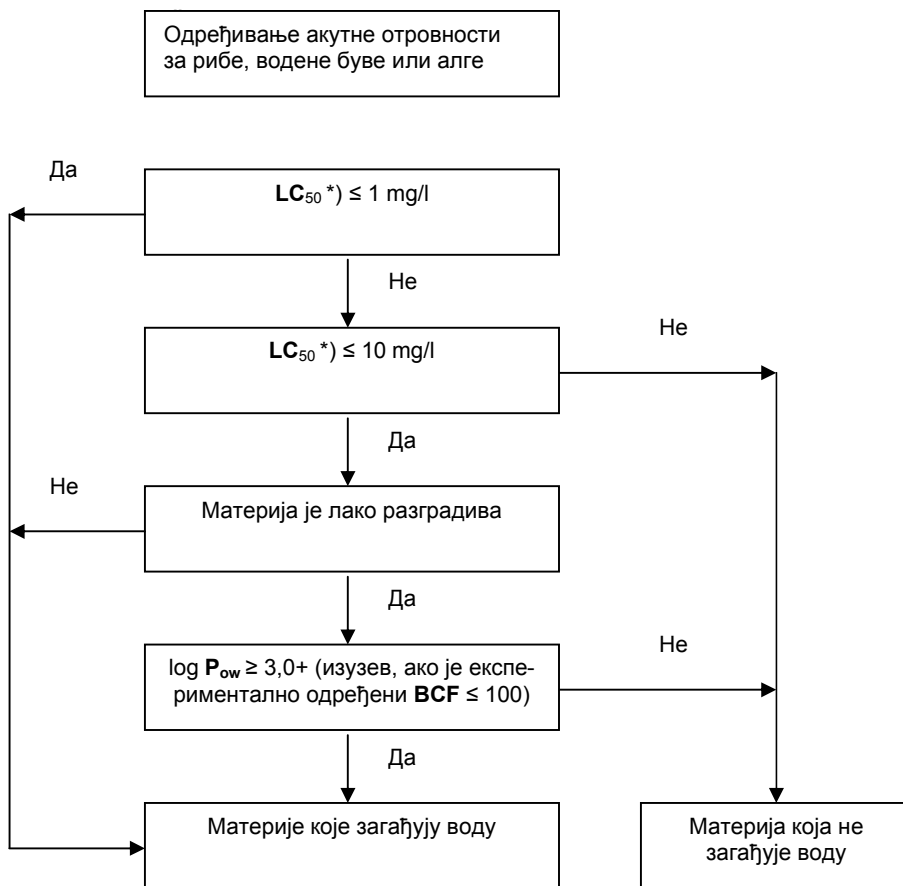 Одређивање акутне отровности
за рибе, водене буве или алге
Да
LC50 *) ≤ 1 mg/l
Не
Не
LC50 *) ≤ 10 mg/l
Да
Не
Материја је лако разградива
Да
log Pow ≥ 3,0+ (изузев, ако је експе-
риментално одређени BCF ≤ 100)
Не
Да
Материје које загађују воду
Материја која не
загађује воду